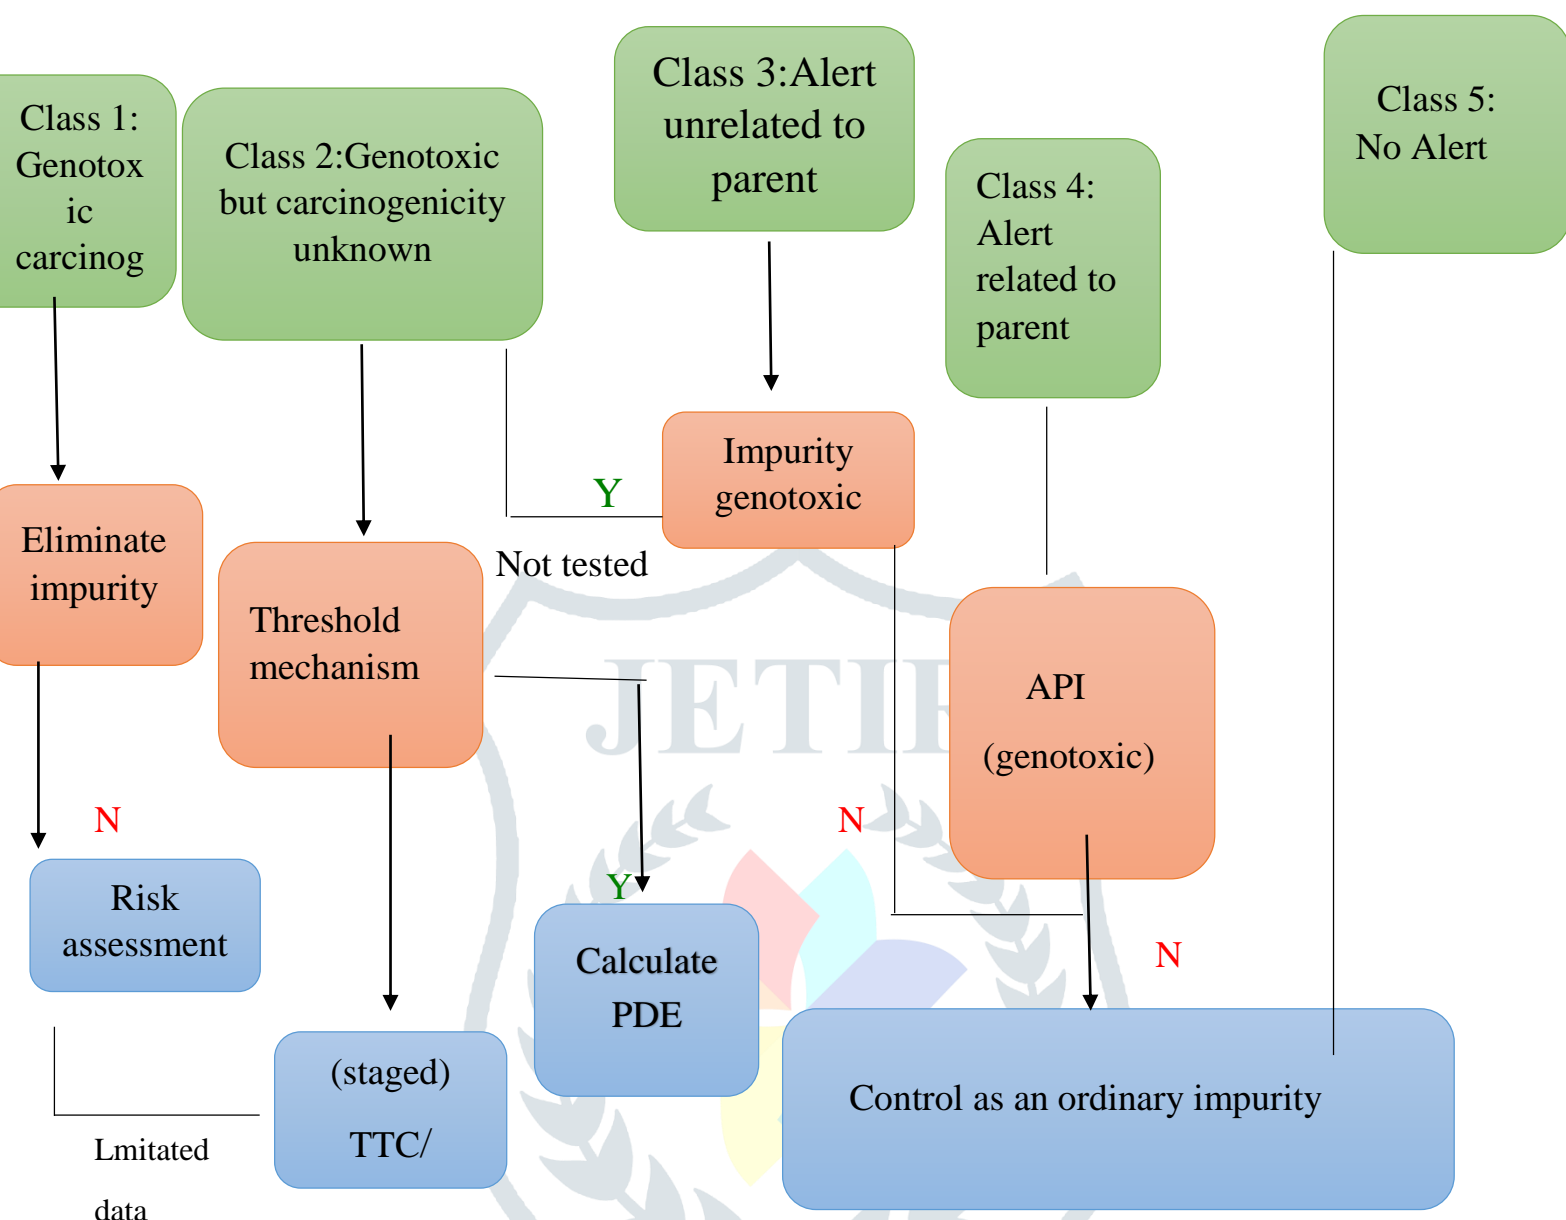 Class 1:
Genotox
ic
carcinog
Class 2:Genotoxic
but carcinogenicity
unknown
Class 3:Alert
unrelated to
parent
Class 4:
Alert
related to
parent
Class 5:
No Alert
Impurity
genotoxic
Y
Not tested
Eliminate
impurity
Threshold
mechanism
JETIR
API
(genotoxic)
N
N
Y
N
Risk
assessment
Calculate
PDE
(staged)
TTC/
Control as an ordinary impurity
Lmitated
data